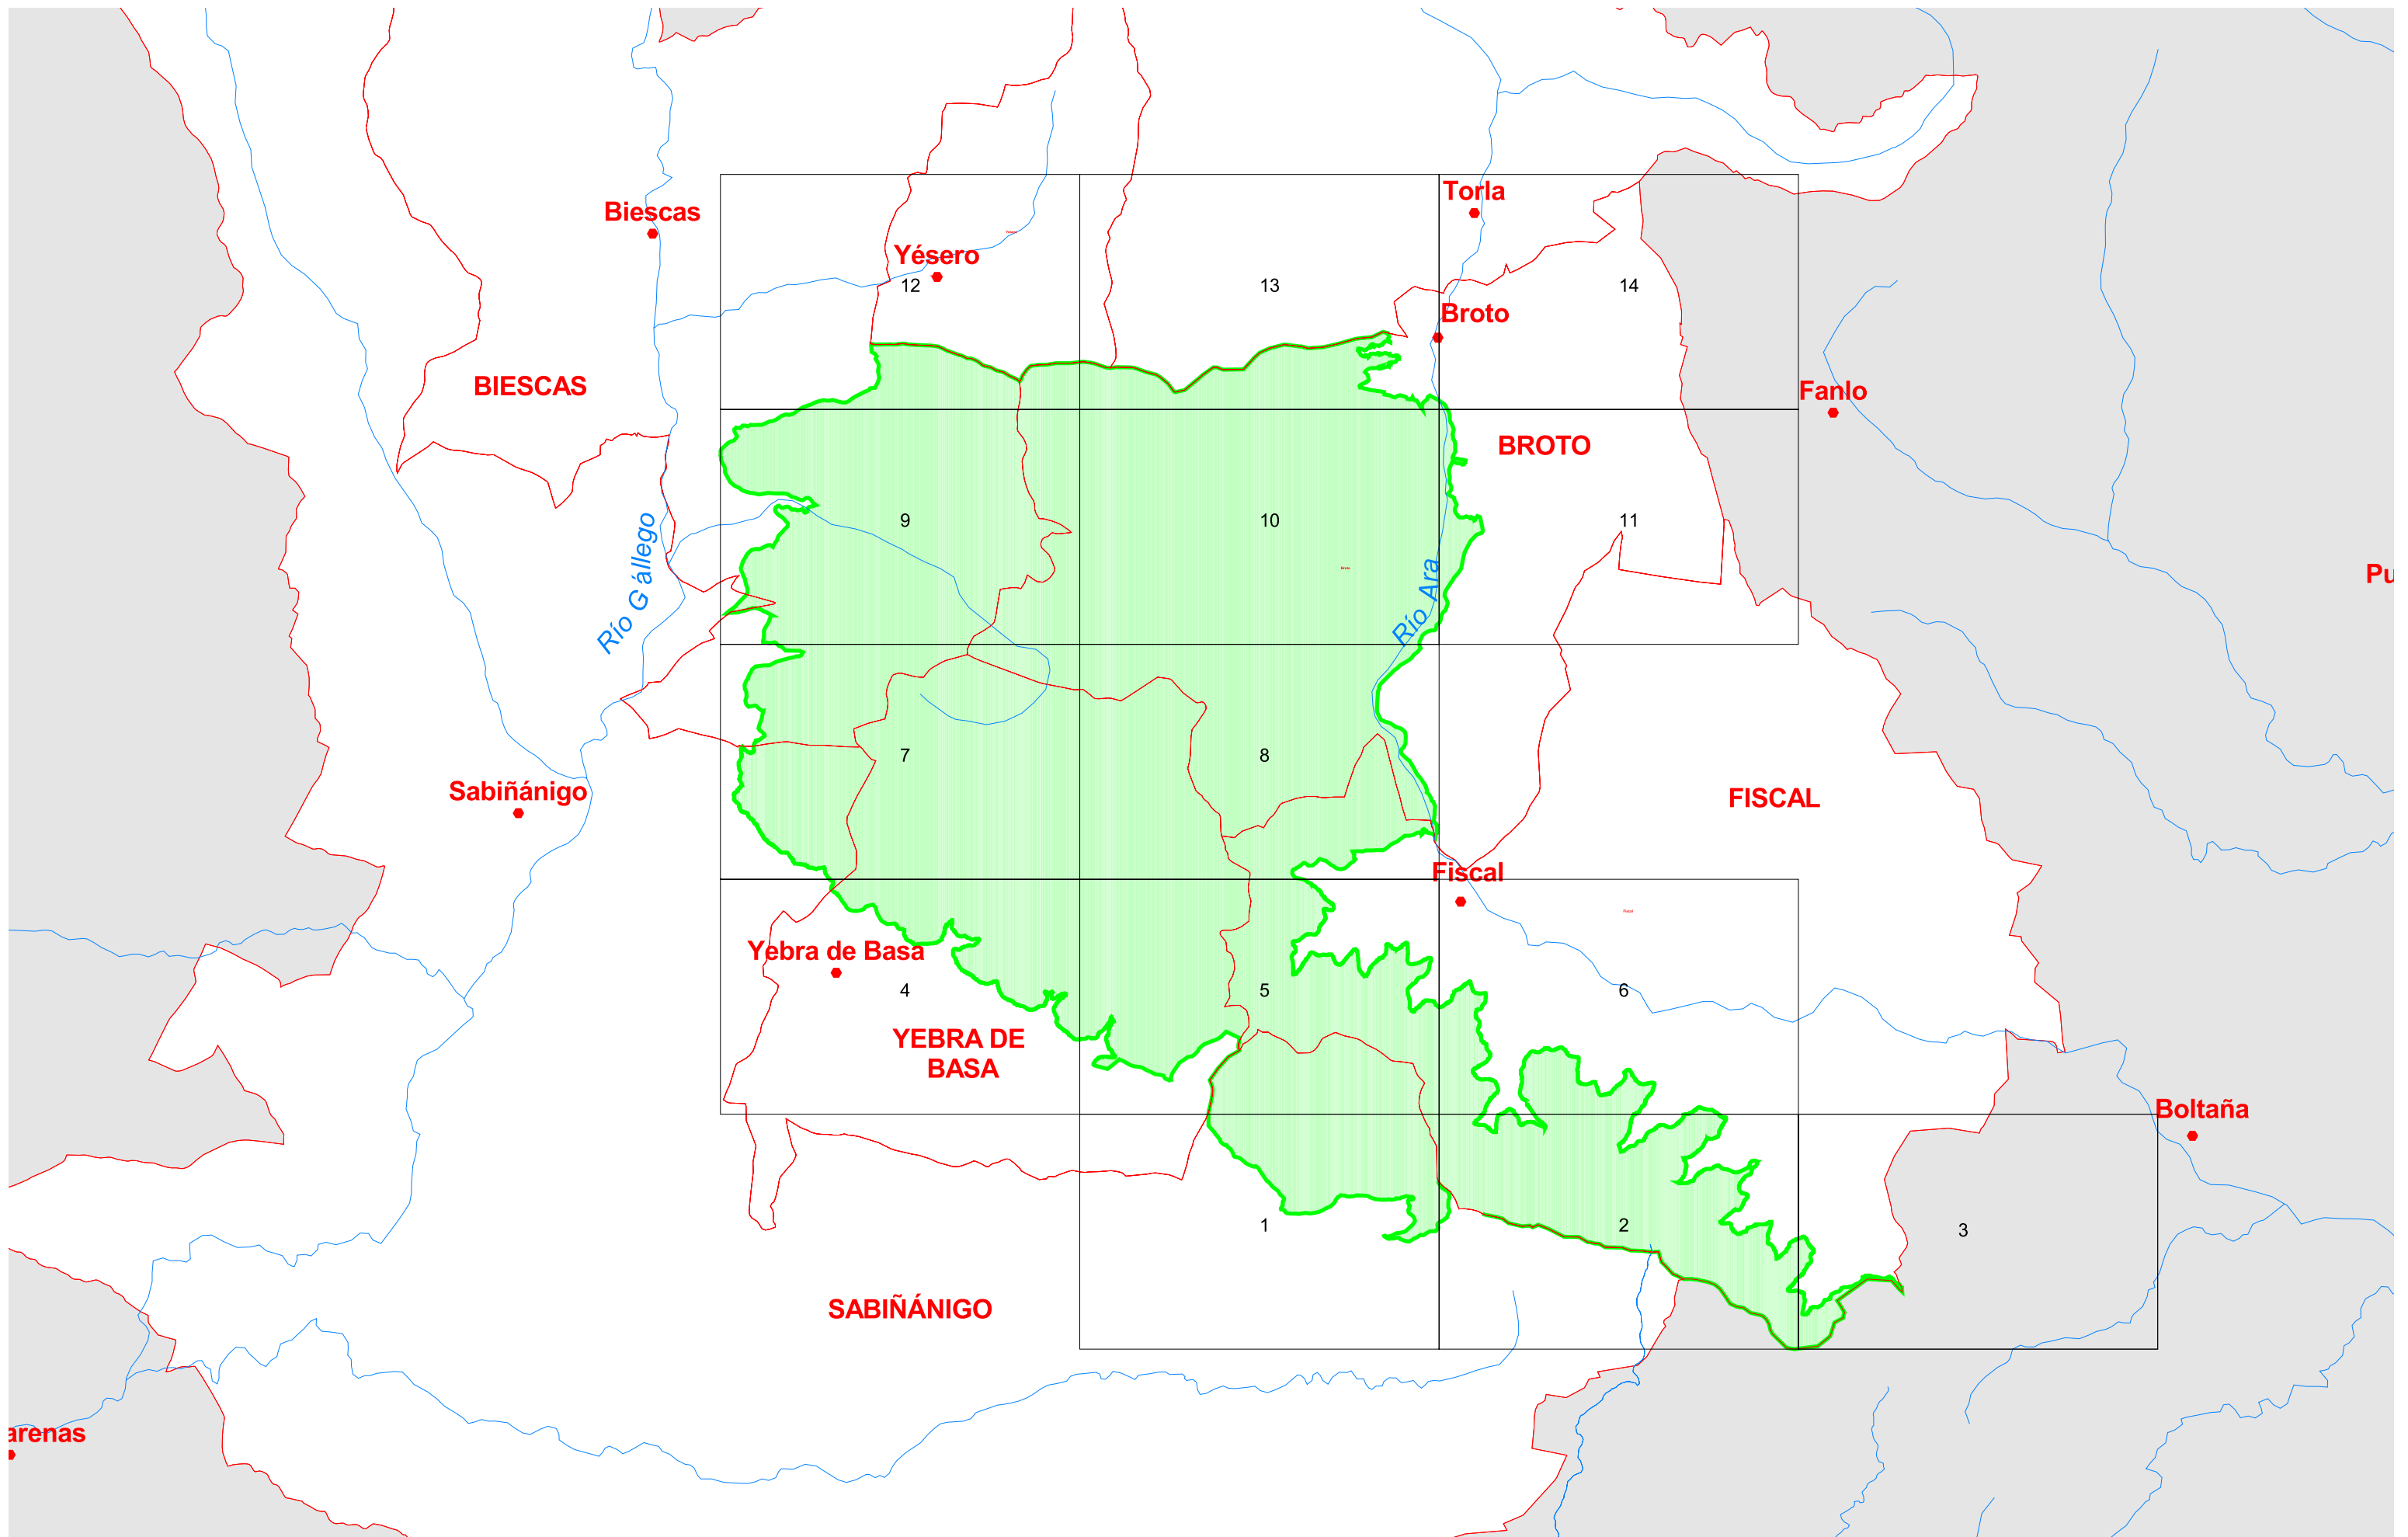 Torla
Biescas
Yésero
12
13
14
Broto
BIESCAS
Fanlo
BROTO
9
10
11
Río Gállego
Río Ara
Pu
7
8
Sabiñánigo
FISCAL
Fiscal
Yebra de Basa
4
5
6
YEBRA DE
BASA
Boltaña
1
2
3
SABIÑÁNIGO
arenas